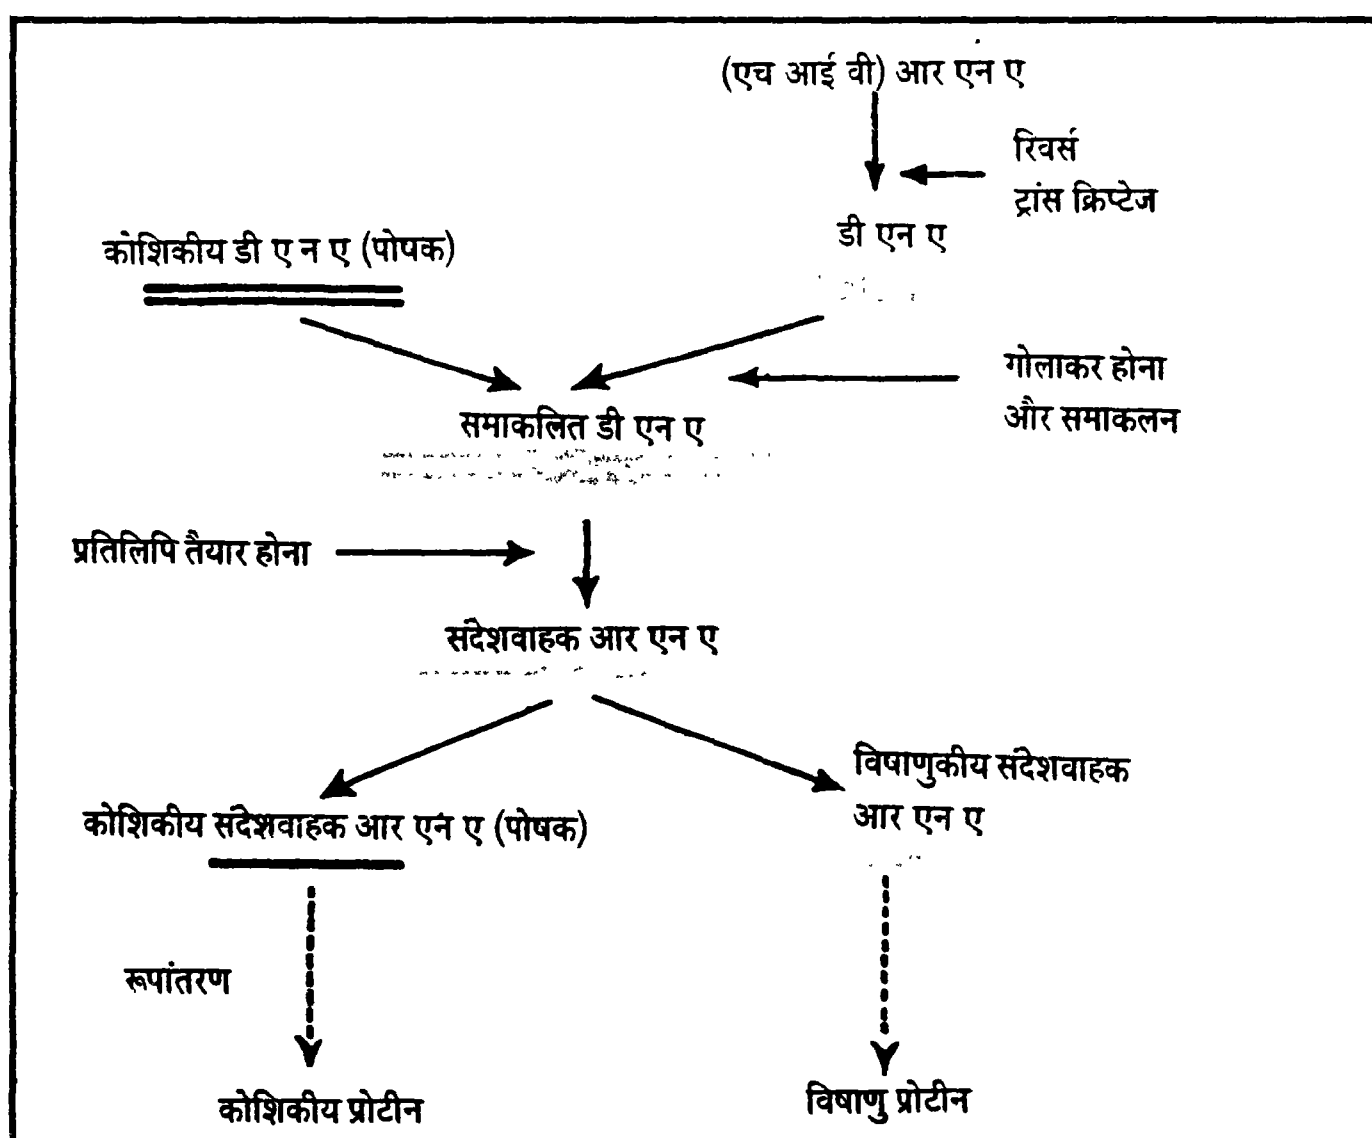 (एच आई वी) आर एन ए
रिवर्स
ट्रांस क्रिप्टेज
डी एन ए
कोशिकीय डी ए न ए (पोषक)
गोलाकर होना
और समाकलन
समाकलित डी एन ए
प्रतिलिपि तैयार होना
संदेशवाहक आर एन ए
विषाणुकीय संदेशवाहक
आर एन ए
कोशिकीय संदेशवाहक आर एन ए (पोषक)
रूपांतरण
कोशिकीय प्रोटीन
विषाणु प्रोटीन